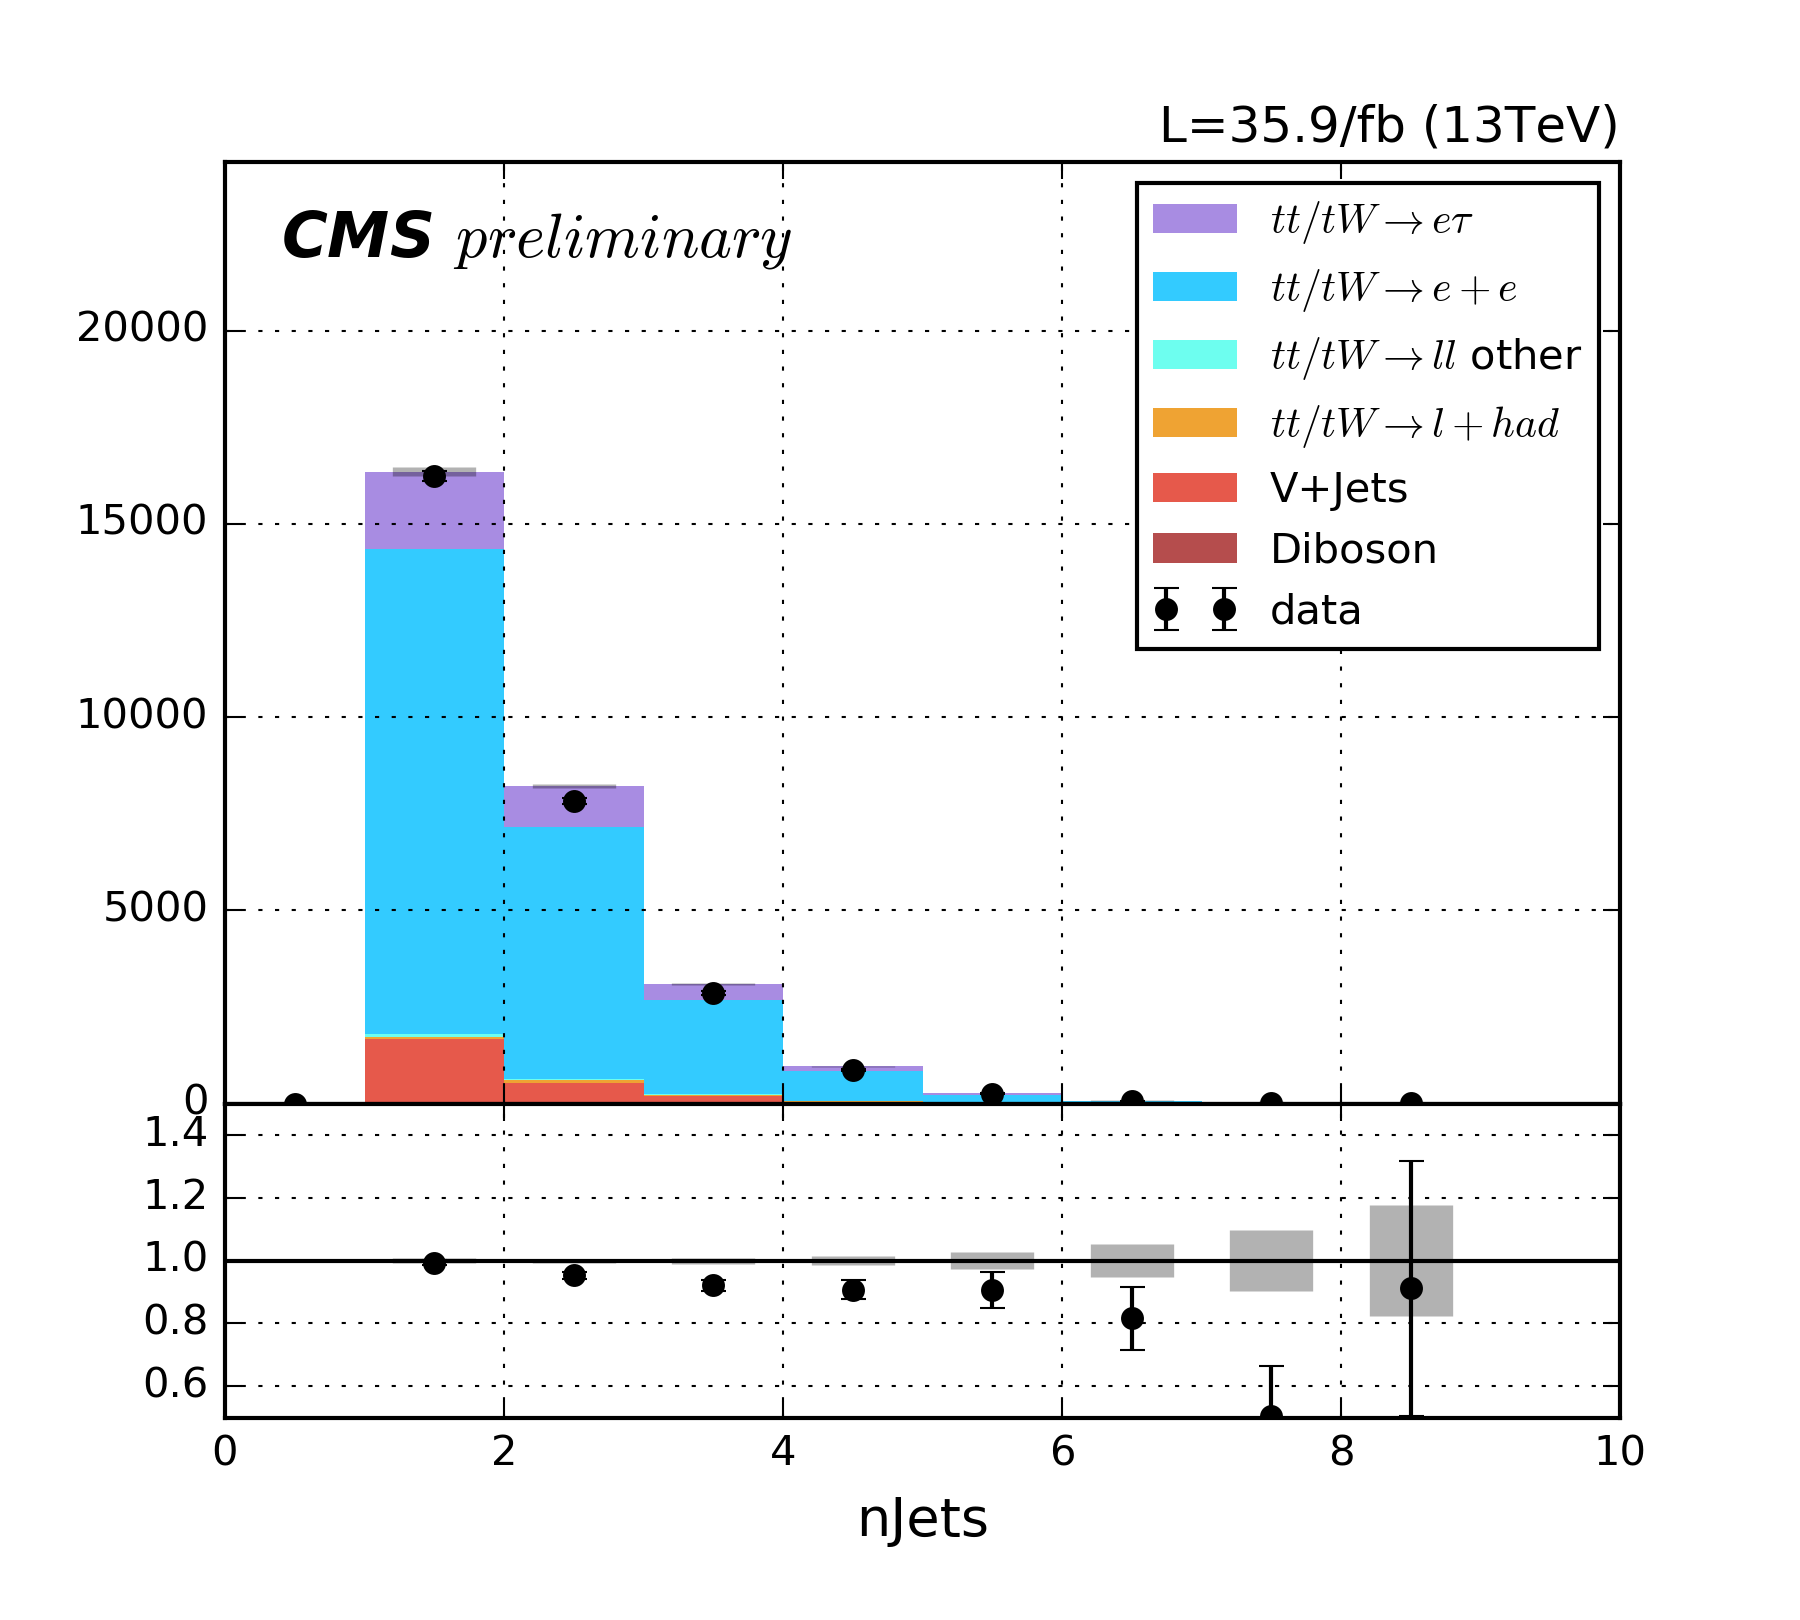 L=35.9/fb (13TeV)
CMS preliminary
tt/tW→eτ
tt/tW→e+e
tt/tW→ll other
tt/tW→l+had
V+Jets
Diboson
data
20000
15000
10000
5000
0
1.4
1.2
1.0
0.8
0.6
0 2 4 6 8 10
nJets